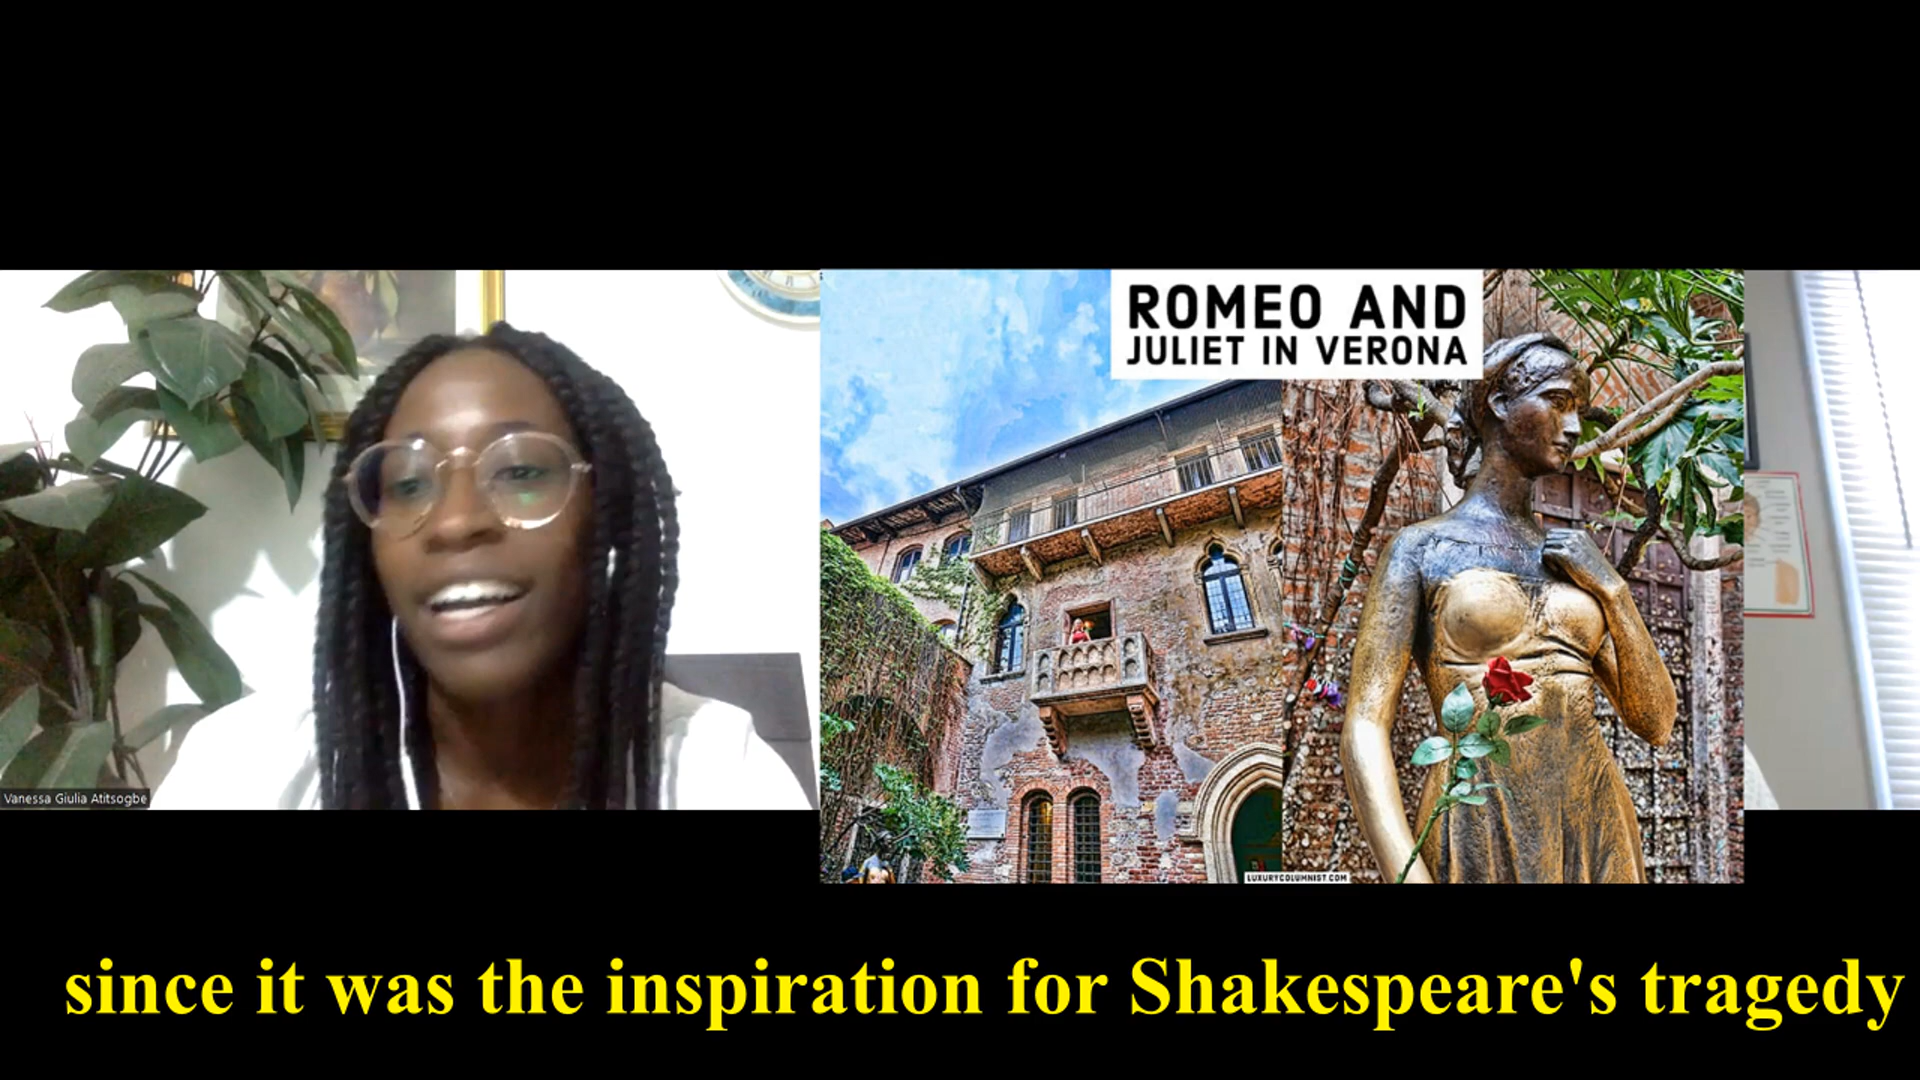 ROMEO AND
JULIET IN VERONA
Vanessa Giulia Atitsogbe
LUXURYCOLUMNIST.COM
since it was the inspiration for Shakespeare's tragedy